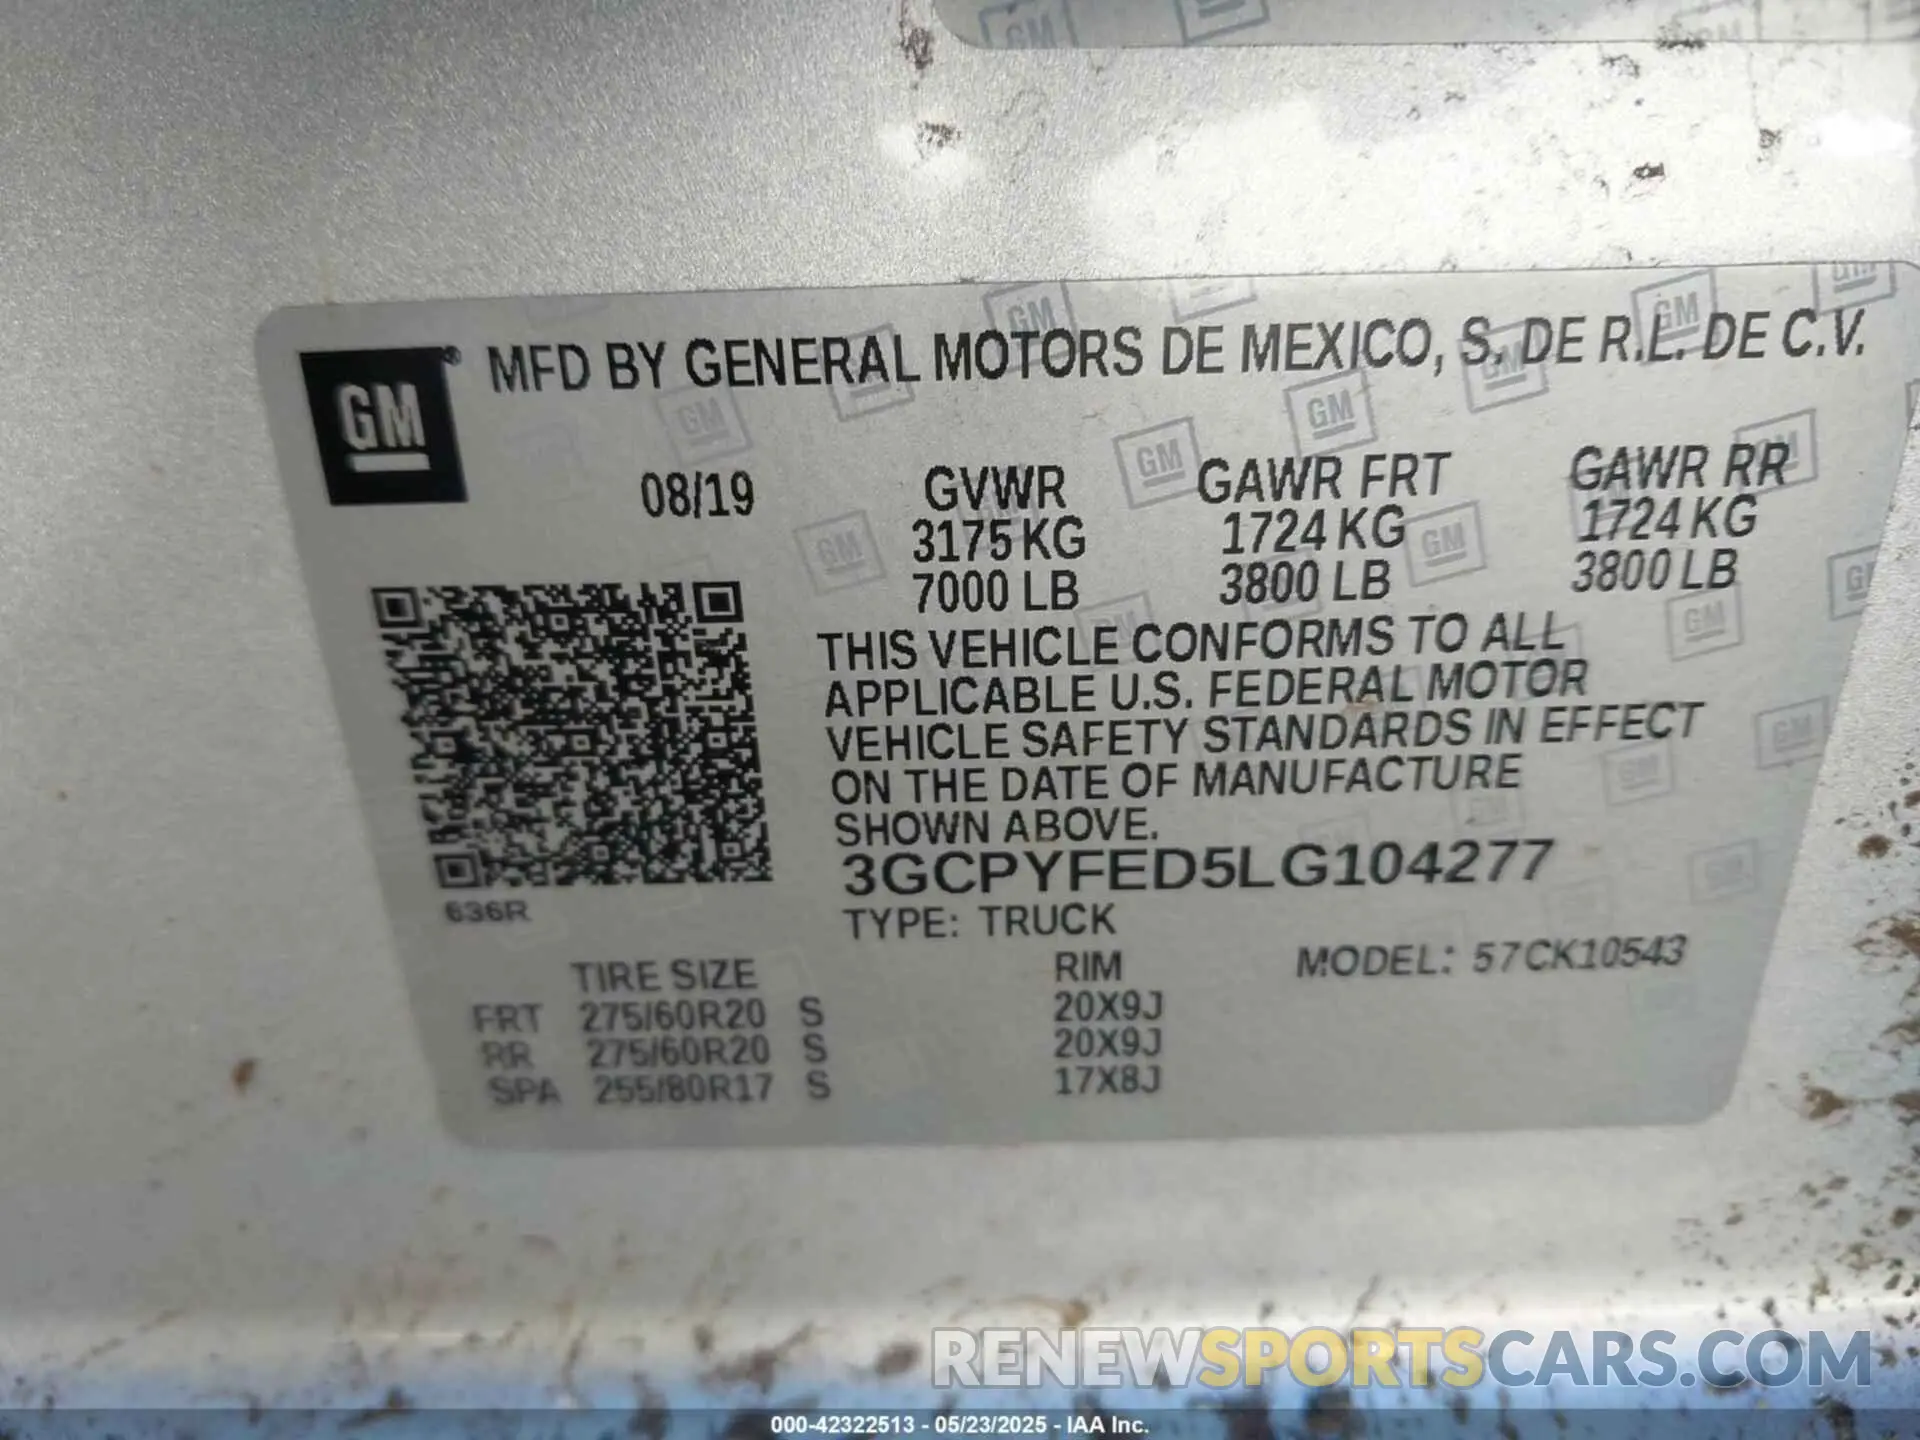 GM® MFD BY GENERAL MOTORS DE MEXICO, S. DE R.L. DE C.V.
08/19 GVWR GAWR FRT GAWR RR
3175 KG 1724 KG 1724 KG
7000 LB 3800 LB 3800 LB
THIS VEHICLE CONFORMS TO ALL
APPLICABLE U.S. FEDERAL MOTOR
VEHICLE SAFETY STANDARDS IN EFFECT
ON THE DATE OF MANUFACTURE
SHOWN ABOVE.
3GCPYFED5LG104277
636R
TYPE: TRUCK
TIRE SIZE RIM MODEL: 57CK10543
FRT 275/60R20 S 20X9J
RR 275/60R20 S 20X9J
SPA 255/80R17 S 17X8J
RENEWSPORTSCARS.COM
000-42322513 - 05/23/2025 - IAA Inc.